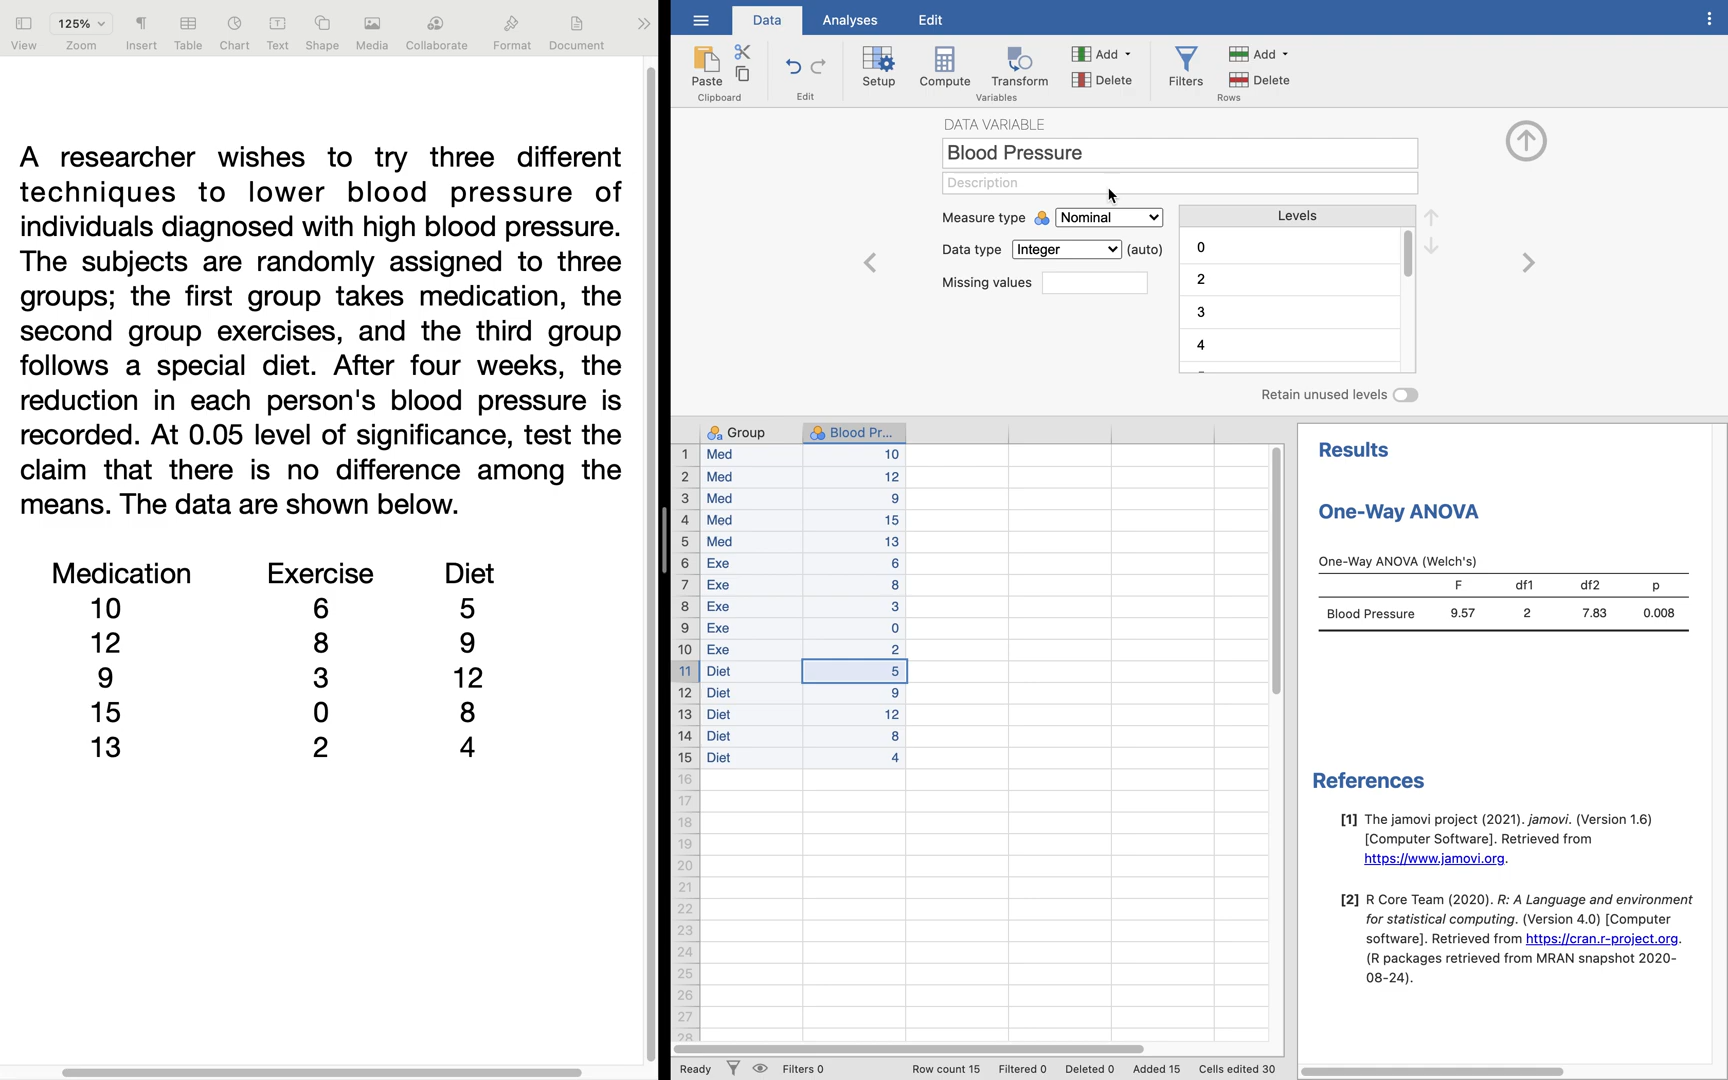 View
125%
Zoom
Insert
Table
Chart
Text
Shape
Media
Collaborate
Format
Document
A researcher wishes to try three different
techniques to lower blood pressure of
individuals diagnosed with high blood pressure.
The subjects are randomly assigned to three
groups; the first group takes medication, the
second group exercises, and the third group
follows a special diet. After four weeks, the
reduction in each person's blood pressure is
recorded. At 0.05 level of significance, test the
claim that there is no difference among the
means. The data are shown below.
Medication Exercise Diet
10 6 5
12 8 9
9 3 12
15 0 8
13 2 4
Data Analyses Edit
Paste
Clipboard
Edit
Setup
Compute
Transform
Add
Delete
Variables
Filters
Add
Delete
Rows
DATA VARIABLE
Blood Pressure
Description
Measure type Nominal
Data type Integer (auto)
Missing values
Levels
0
2
3
4
Retain unused levels
Group Blood Pr...
1 Med 10
2 Med 12
3 Med 9
4 Med 15
5 Med 13
6 Exe 6
7 Exe 8
8 Exe 3
9 Exe 0
10 Exe 2
11 Diet 5
12 Diet 9
13 Diet 12
14 Diet 8
15 Diet 4
16
17
18
19
20
21
22
23
24
25
26
27
28
Ready Filters 0 Row count 15 Filtered 0 Deleted 0 Added 15 Cells edited 30
Results
One-Way ANOVA
One-Way ANOVA (Welch's)
F df1 df2 p
Blood Pressure 9.57 2 7.83 0.008
References
[1] The jamovi project (2021). jamovi. (Version 1.6)
[Computer Software]. Retrieved from
https://www.jamovi.org.
[2] R Core Team (2020). R: A Language and environment
for statistical computing. (Version 4.0) [Computer
software]. Retrieved from https://cran.r-project.org.
(R packages retrieved from MRAN snapshot 2020-
08-24).